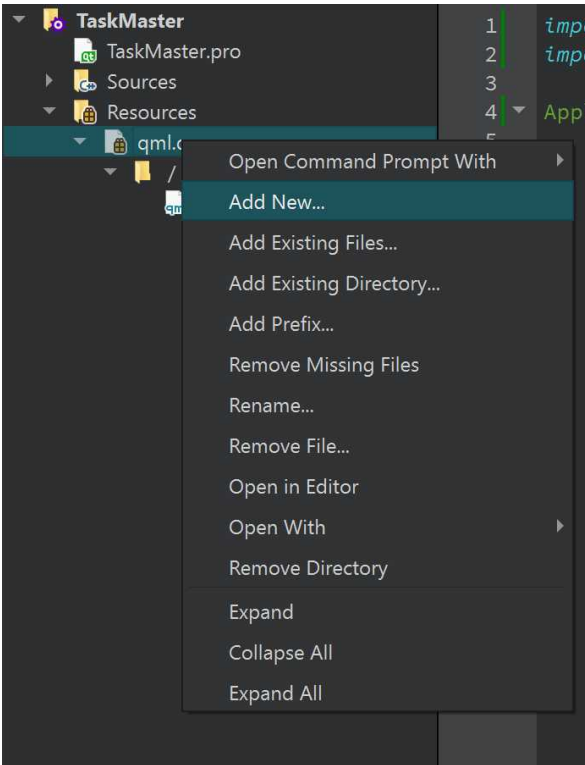 TaskMaster
TaskMaster.pro
Sources
Resources
/
Open Command Prompt With
Add New...
Add Existing Files...
Add Existing Directory...
Add Prefix...
Remove Missing Files
Rename...
Remove File...
Open in Editor
Open With
Remove Directory
Expand
Collapse All
Expand All
1
2
3
4 App